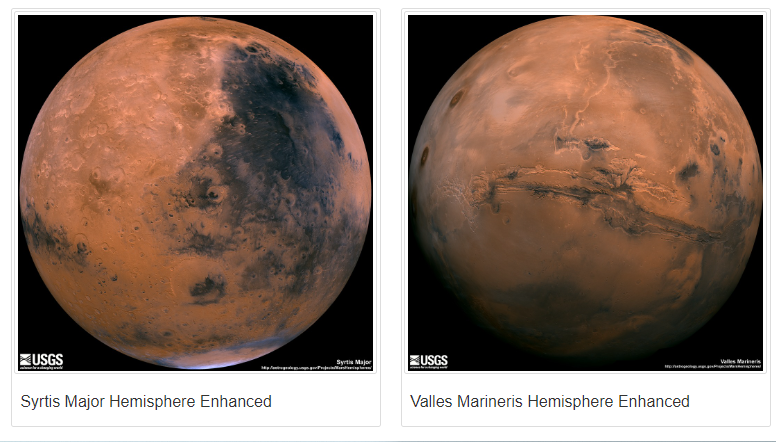 USGS
science for a changing world
Syrtis Major
http://astrogeology.usgs.gov/Projects/MarsHemispheres/
USGS
science for a changing world
Valles Marineris
http://astrogeology.usgs.gov/Projects/MarsHemispheres/
Syrtis Major Hemisphere Enhanced
Valles Marineris Hemisphere Enhanced